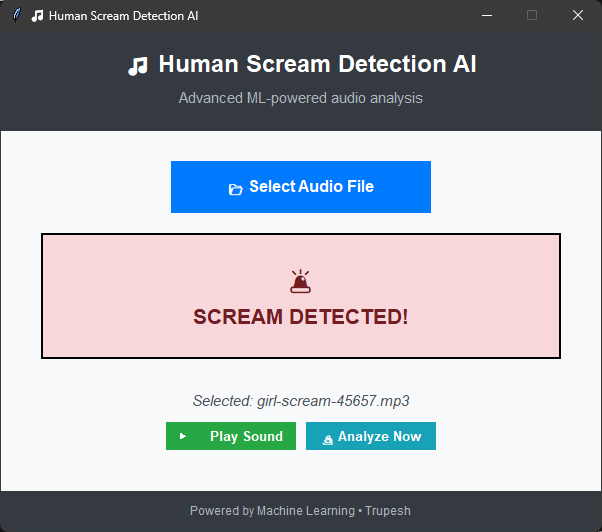 Human Scream Detection AI
Human Scream Detection AI
Advanced ML-powered audio analysis
Select Audio File
SCREAM DETECTED!
Selected: girl-scream-45657.mp3
Play Sound
Analyze Now
Powered by Machine Learning • Trupesh